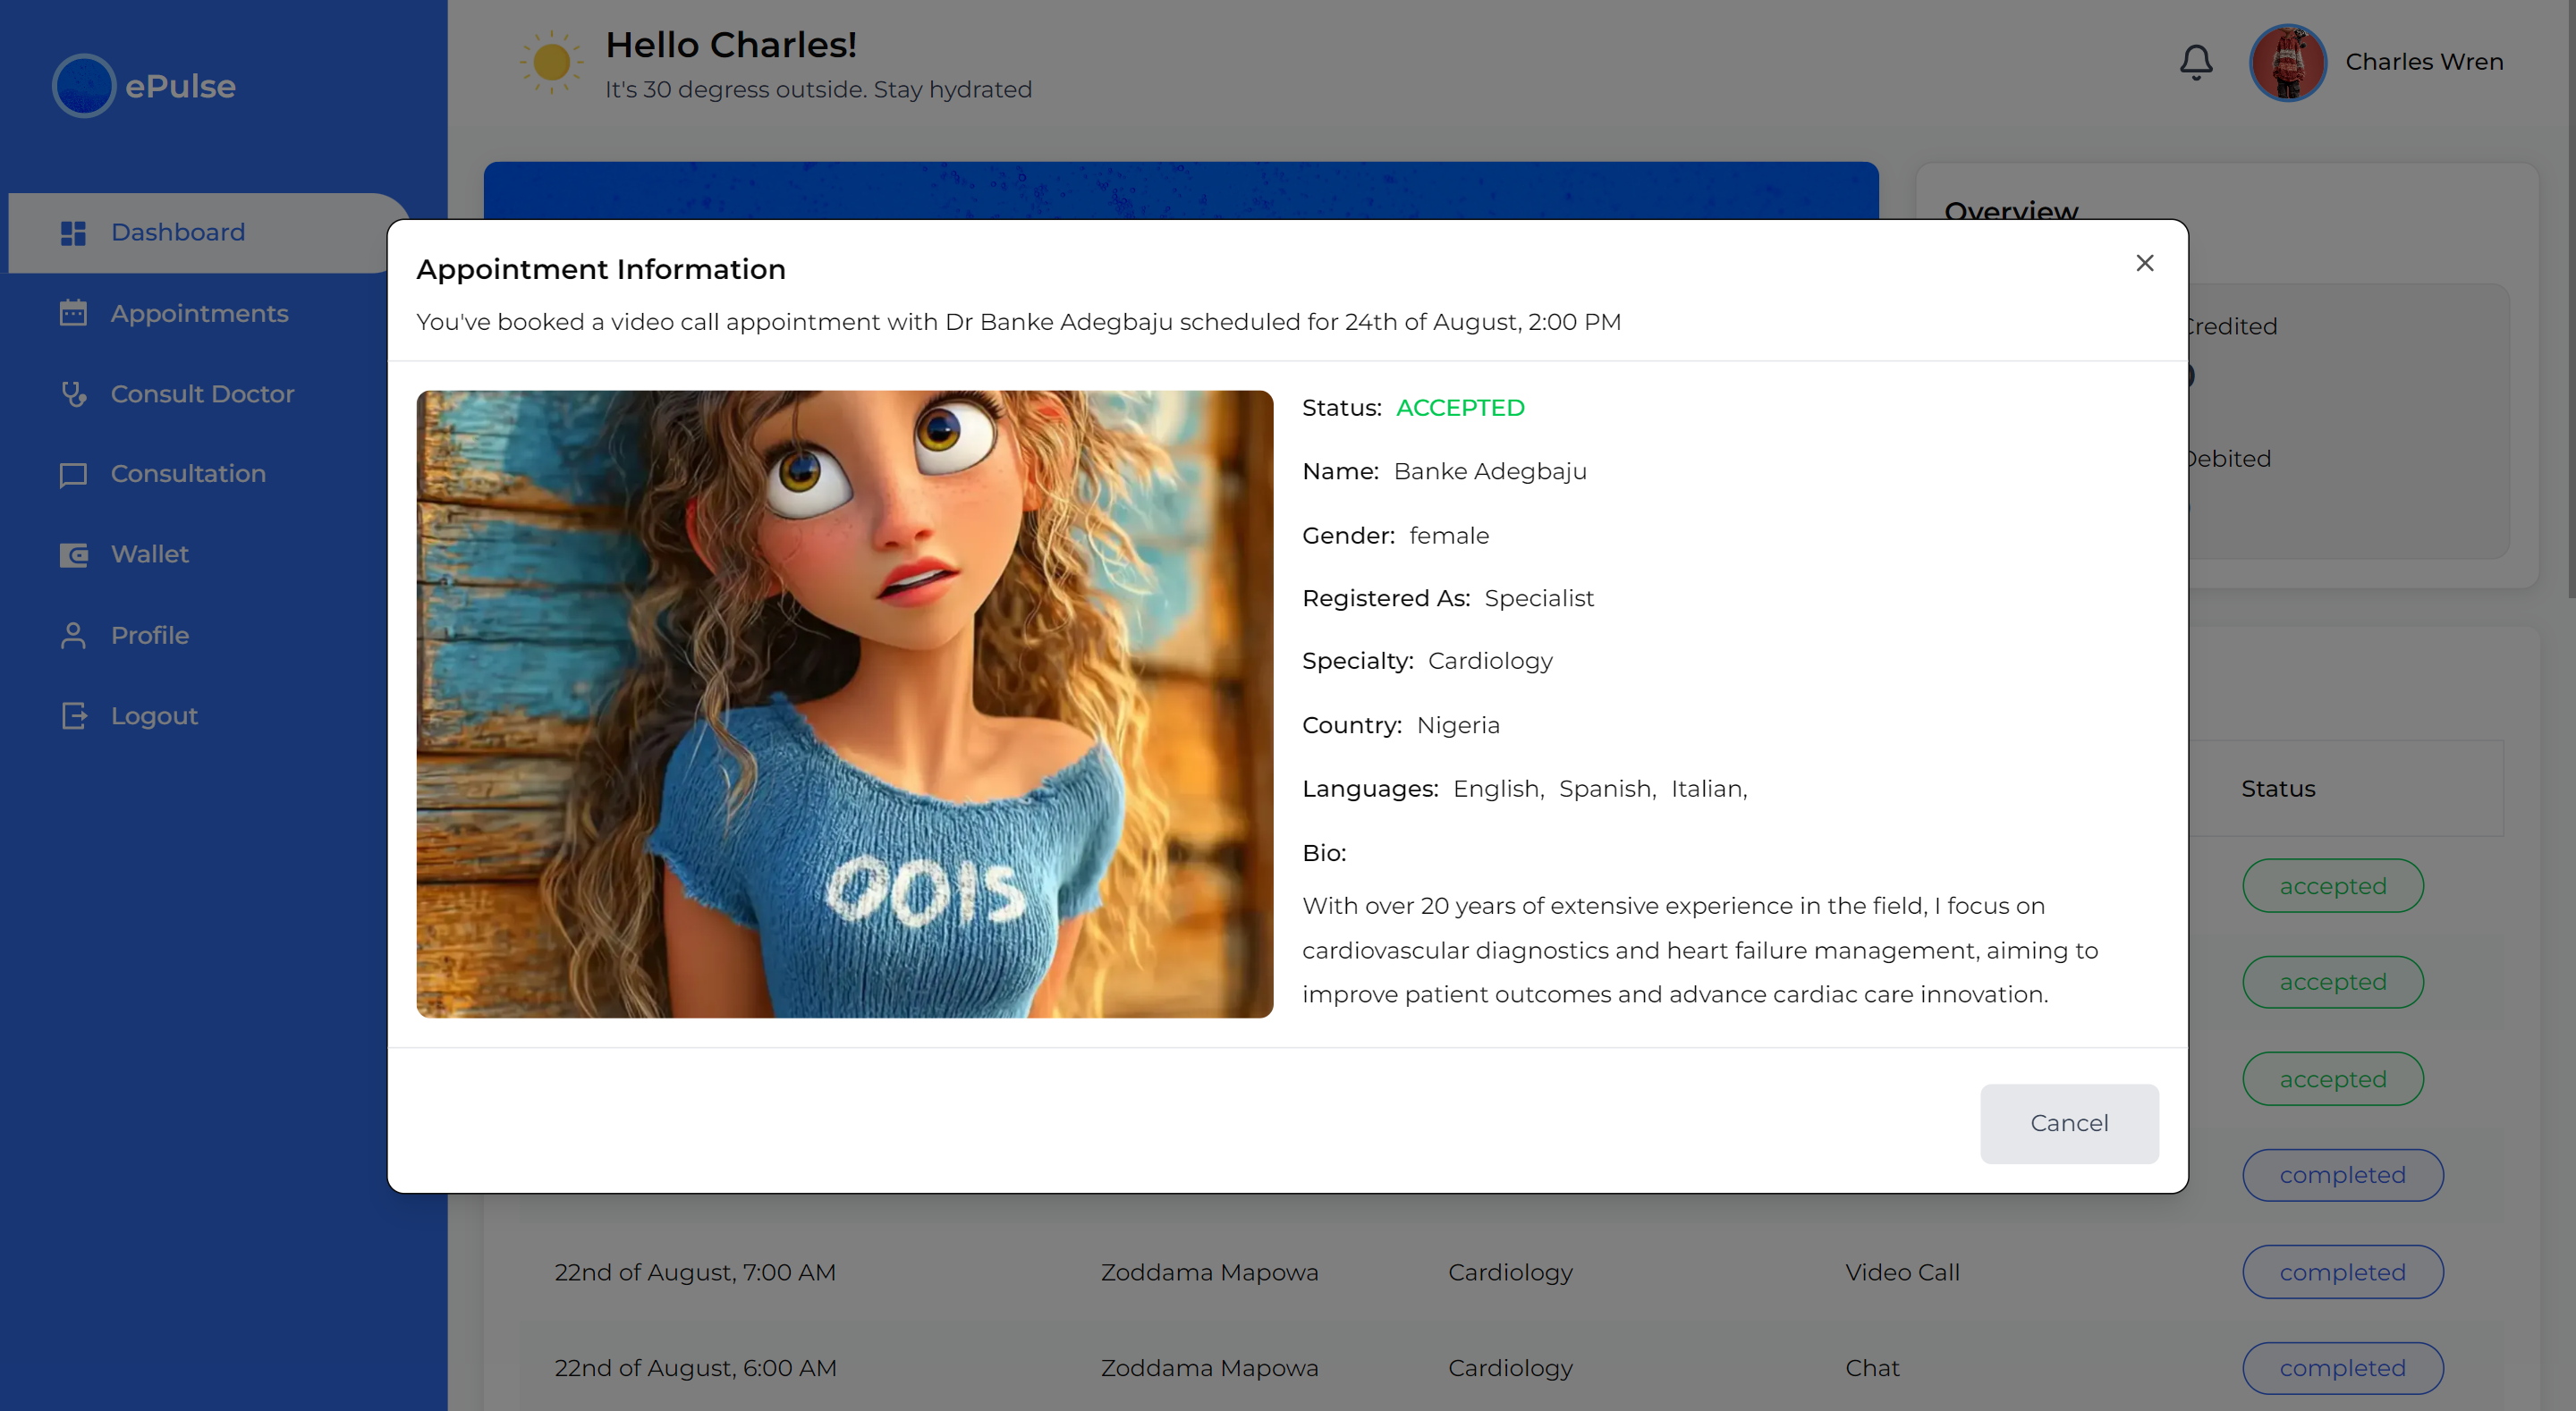 ePulse
Hello Charles!
It's 30 degress outside. Stay hydrated
Charles Wren
Dashboard
Appointments
Consult Doctor
Consultation
Wallet
Profile
Logout
Overview
Credited
Debited
Appointment Information
You've booked a video call appointment with Dr Banke Adegbaju scheduled for 24th of August, 2:00 PM
OOIS
Status: ACCEPTED
Name: Banke Adegbaju
Gender: female
Registered As: Specialist
Specialty: Cardiology
Country: Nigeria
Languages: English, Spanish, Italian,
Bio:
With over 20 years of extensive experience in the field, I focus on
cardiovascular diagnostics and heart failure management, aiming to
improve patient outcomes and advance cardiac care innovation.
Cancel
Status
accepted
accepted
accepted
completed
22nd of August, 7:00 AM Zoddama Mapowa Cardiology Video Call completed
22nd of August, 6:00 AM Zoddama Mapowa Cardiology Chat completed